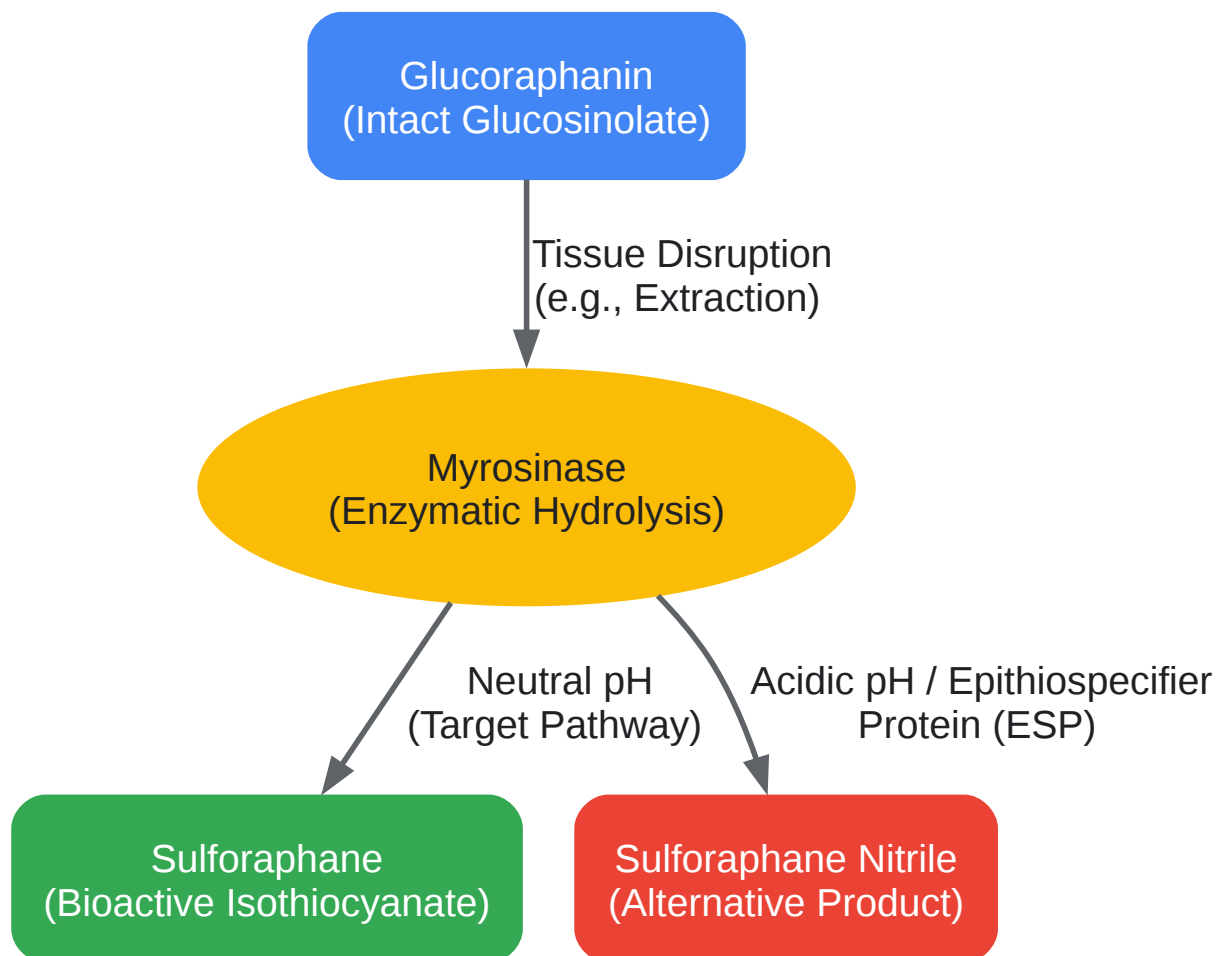 Glucoraphanin
(Intact Glucosinolate)
Tissue Disruption
(e.g., Extraction)
Myrosinase
(Enzymatic Hydrolysis)
Neutral pH
(Target Pathway)
Acidic pH / Epithiospecifier
Protein (ESP)
Sulforaphane
(Bioactive Isothiocyanate)
Sulforaphane Nitrile
(Alternative Product)